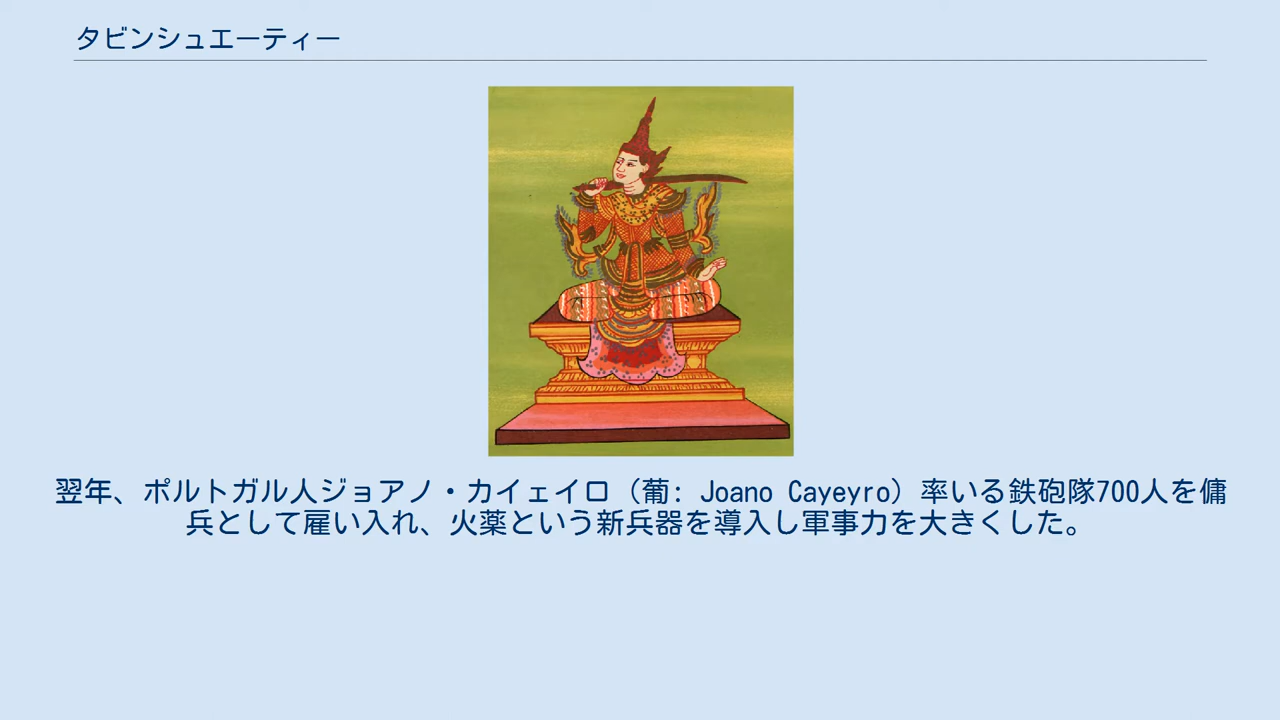 タビンシュエーティー
翌年、ポルトガル人ジョアノ・カイェイロ（葡: Joano Cayeyro）率いる鉄砲隊700人を傭
兵として雇い入れ、火薬という新兵器を導入し軍事力を大きくした。